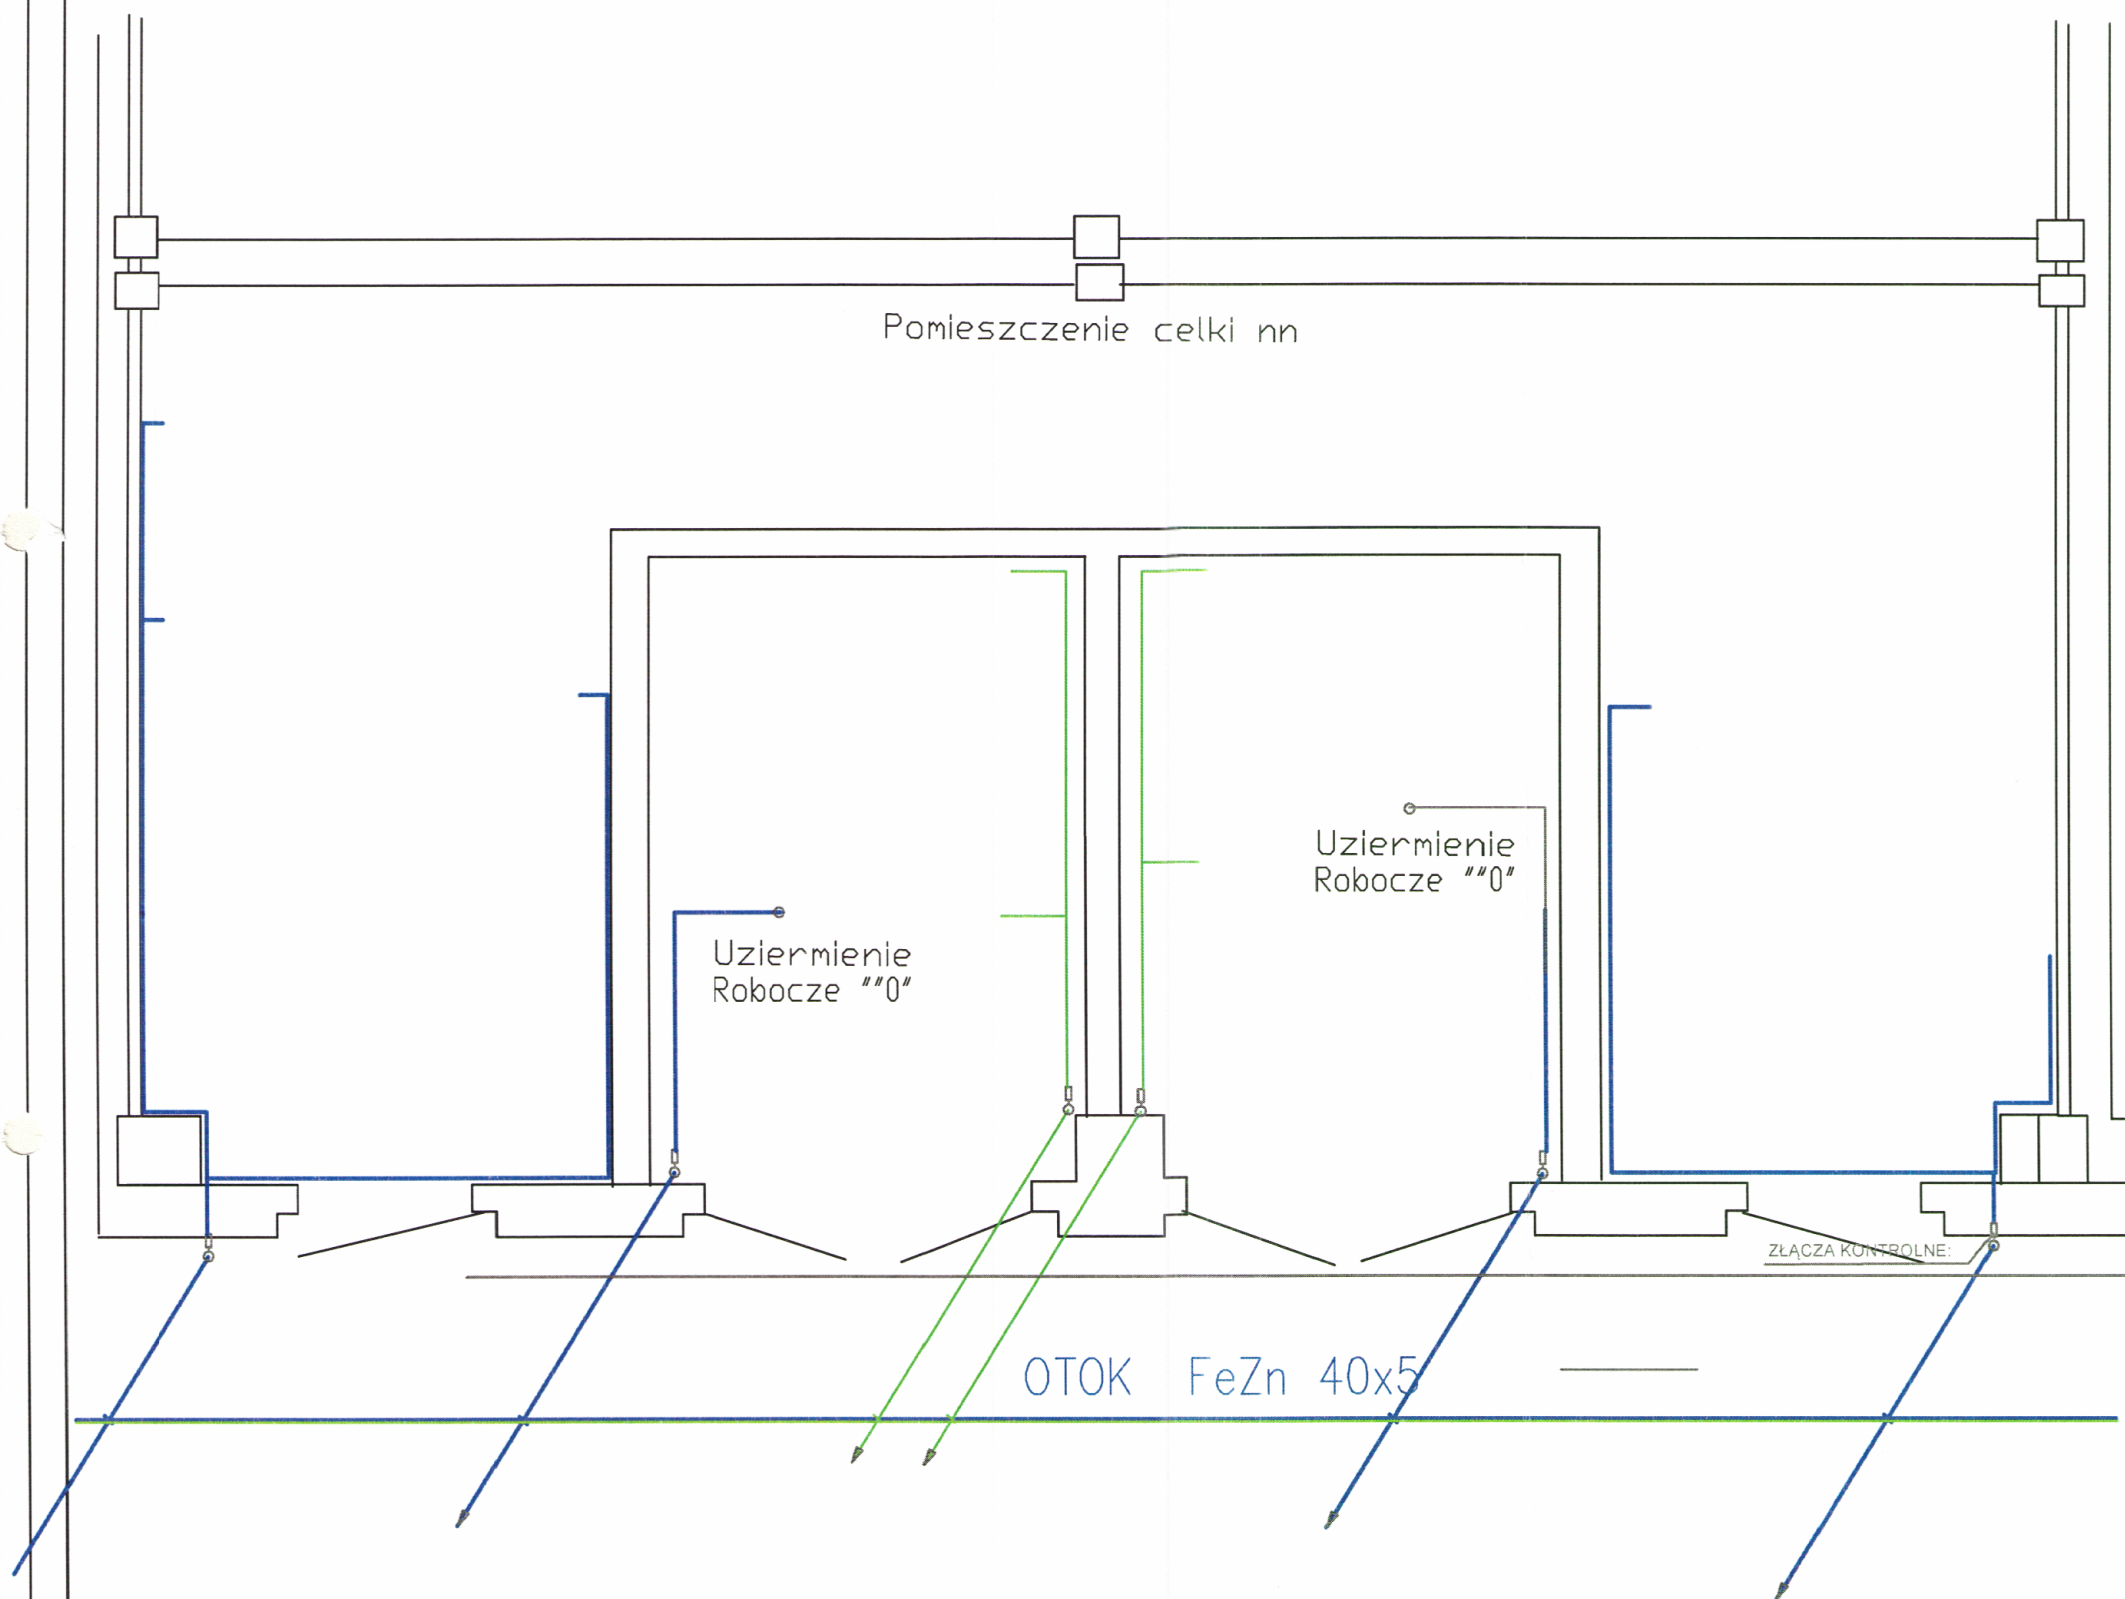 Pomieszczenie celki nn
Uziermienie
Robocze ""0"
Uziermienie
Robocze ""0"
ZŁĄCZA KONTROLNE:
OTOK FeZn 40x5